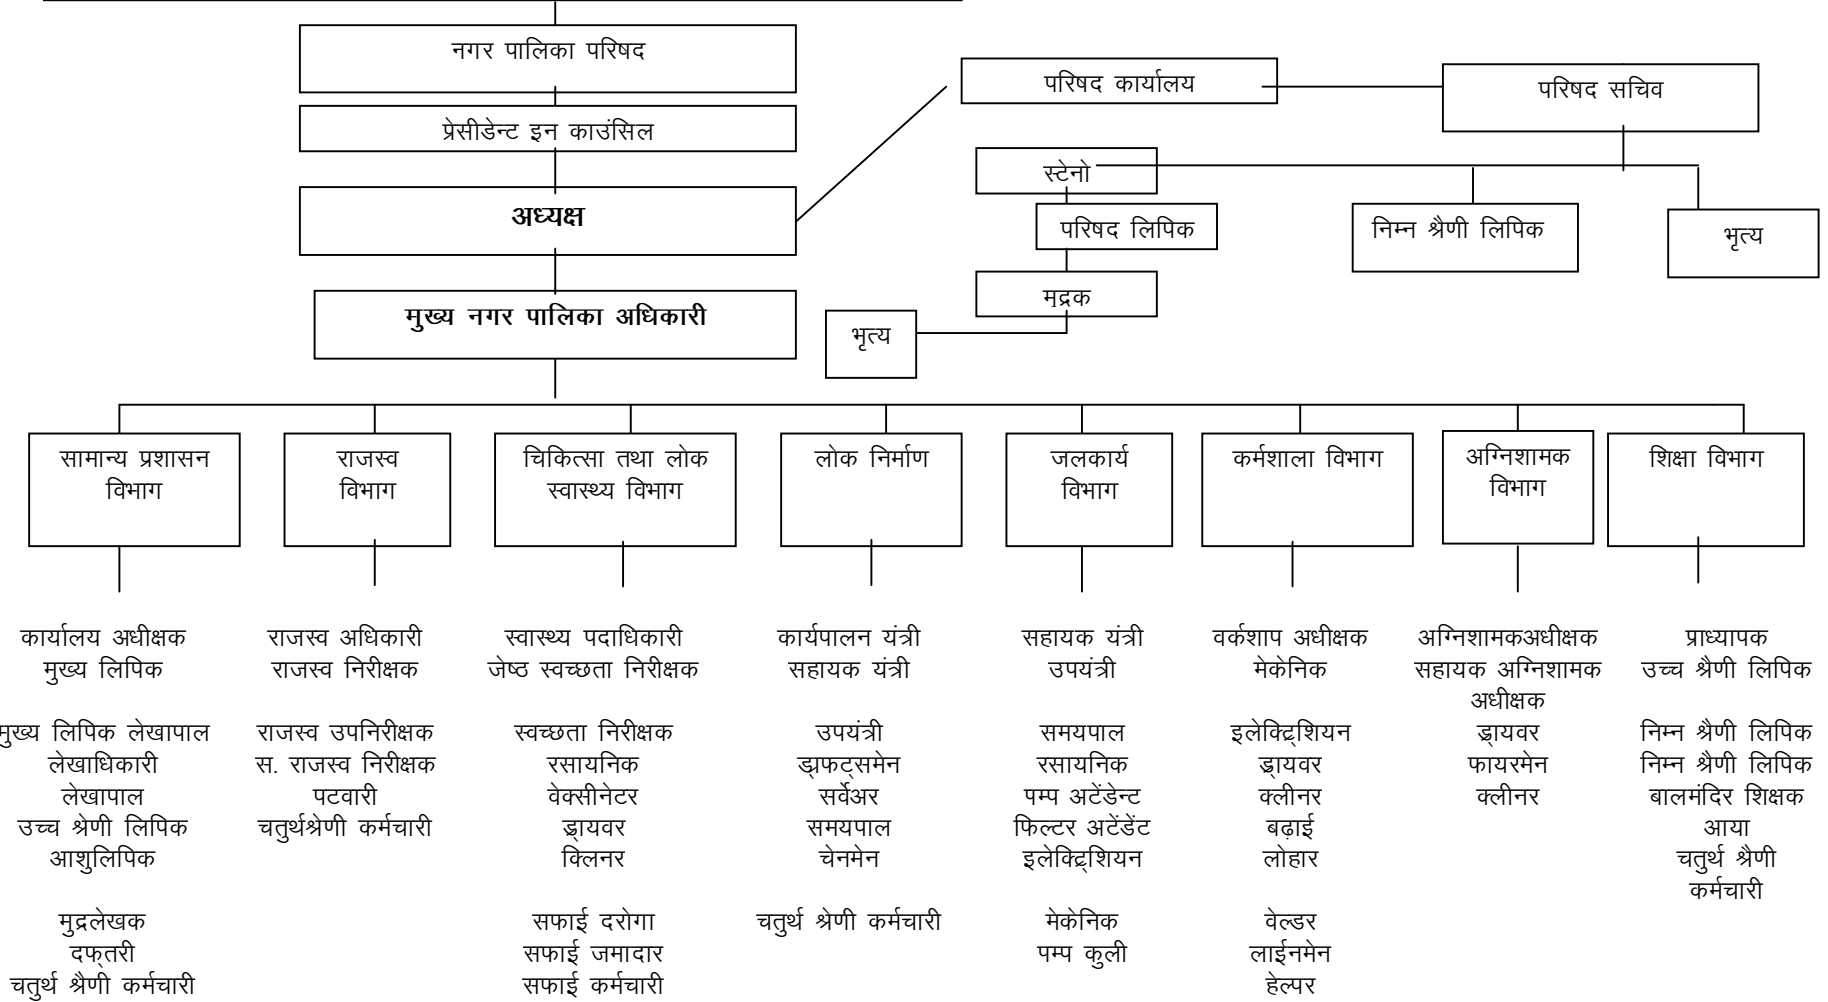 नगर पालिका परिषद
प्रेसीडेन्ट इन काउंसिल
अध्यक्ष
मुख्य नगर पालिका अधिकारी
परिषद कार्यालय
परिषद सचिव
स्टेनो
परिषद लिपिक
मुद्रक
भृत्य
निम्न श्रैणी लिपिक
भृत्य
सामान्य प्रशासन
विभाग
राजस्व
विभाग
चिकित्सा तथा लोक
स्वास्थ्य विभाग
लोक निर्माण
जलकार्य
विभाग
कर्मशाला विभाग
अग्निशामक
विभाग
शिक्षा विभाग
कार्यालय अधीक्षक
मुख्य लिपिक
मुख्य लिपिक लेखापाल
लेखाधिकारी
लेखापाल
उच्च श्रेणी लिपिक
आशुलिपिक
मुद्रलेखक
दफ्तरी
चतुर्थ श्रैणी कर्मचारी
राजस्व अधिकारी
राजस्व निरीक्षक
राजस्व उपनिरीक्षक
स. राजस्व निरीक्षक
पटवारी
चतुर्थश्रेणी कर्मचारी
स्वास्थ्य पदाधिकारी
जेष्ठ स्वच्छता निरीक्षक
स्वच्छता निरीक्षक
रसायनिक
वेक्सीनेटर
ड्रायवर
क्लिनर
सफाई दरोगा
सफाई जमादार
सफाई कर्मचारी
कार्यपालन यंत्री
सहायक यंत्री
उपयंत्री
ड्राफट्समेन
सर्वेअर
समयपाल
चेनमेन
चतुर्थ श्रेणी कर्मचारी
सहायक यंत्री
उपयंत्री
समयपाल
रसायनिक
पम्प अटेंडेन्ट
फिल्टर अटेंडेंट
इलेक्ट्रिशियन
मेकेनिक
पम्प कुली
वर्कशाप अधीक्षक
मेकेनिक
इलेक्ट्रिशियन
ड्रायवर
क्लीनर
बढ़ाई
लोहार
वेल्डर
लाईनमेन
हेल्पर
अग्निशामकअधीक्षक
सहायक अग्निशामक
अधीक्षक
ड्रायवर
फायरमेन
क्लीनर
प्राध्यापक
उच्च श्रेणी लिपिक
निम्न श्रेणी लिपिक
निम्न श्रेणी लिपिक
बालमंदिर शिक्षक
आया
चतुर्थ श्रैणी
कर्मचारी